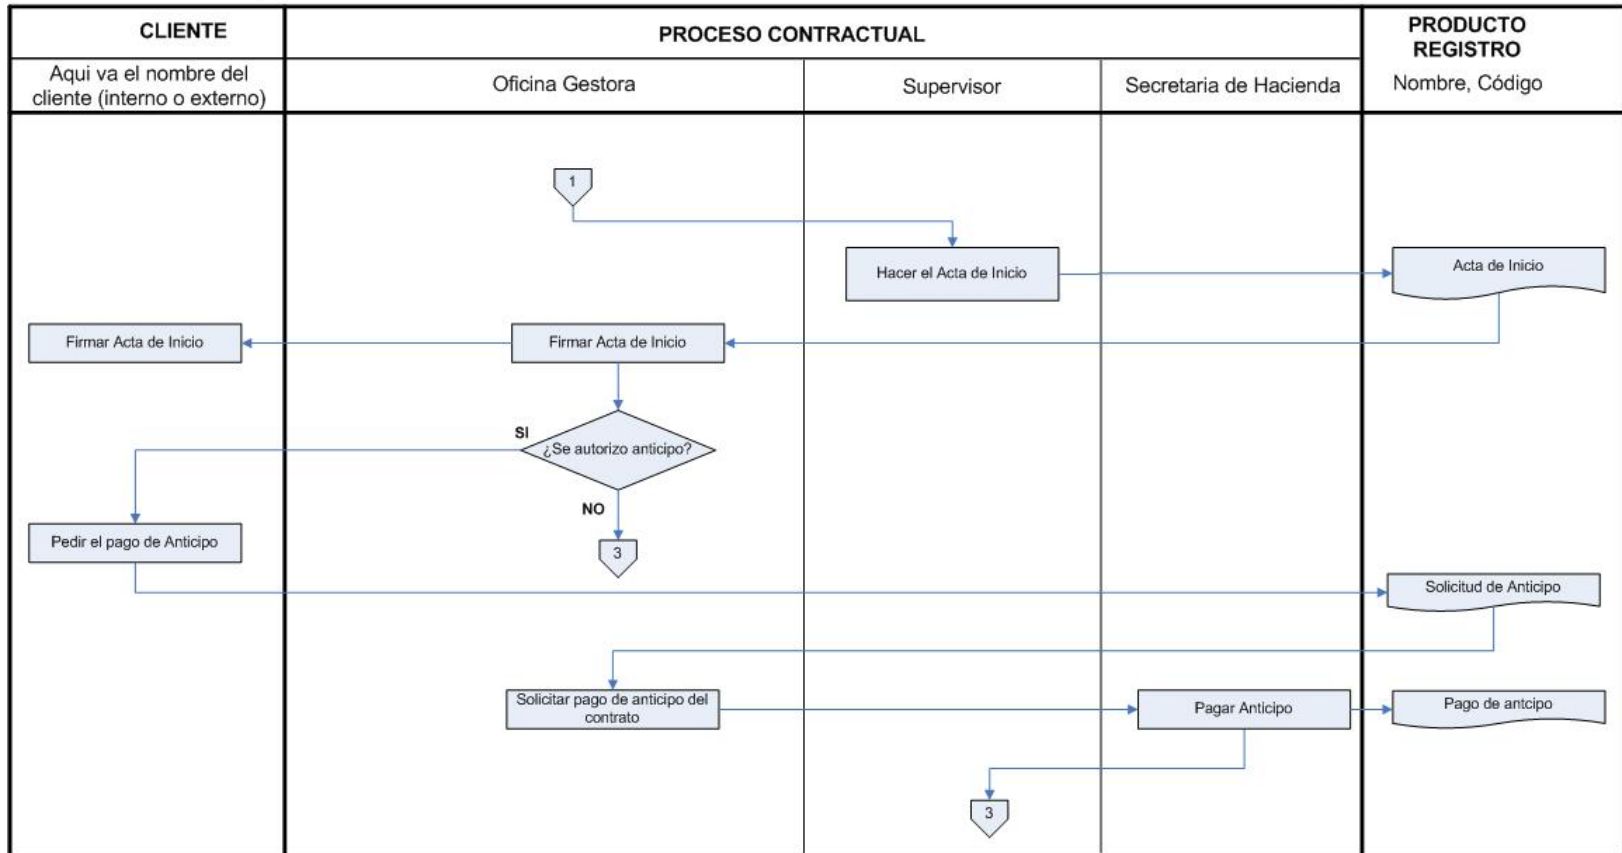 CLIENTE
PROCESO CONTRACTUAL
PRODUCTO
REGISTRO
Aqui va el nombre del
cliente (interno o externo)
Oficina Gestora
Supervisor
Secretaria de Hacienda
Nombre, Código
1
Hacer el Acta de Inicio
Acta de Inicio
Firmar Acta de Inicio
Firmar Acta de Inicio
SI
¿Se autorizo anticipo?
NO
Pedir el pago de Anticipo
3
Solicitud de Anticipo
Solicitar pago de anticipo del
contrato
Pagar Anticipo
Pago de antcipo
3